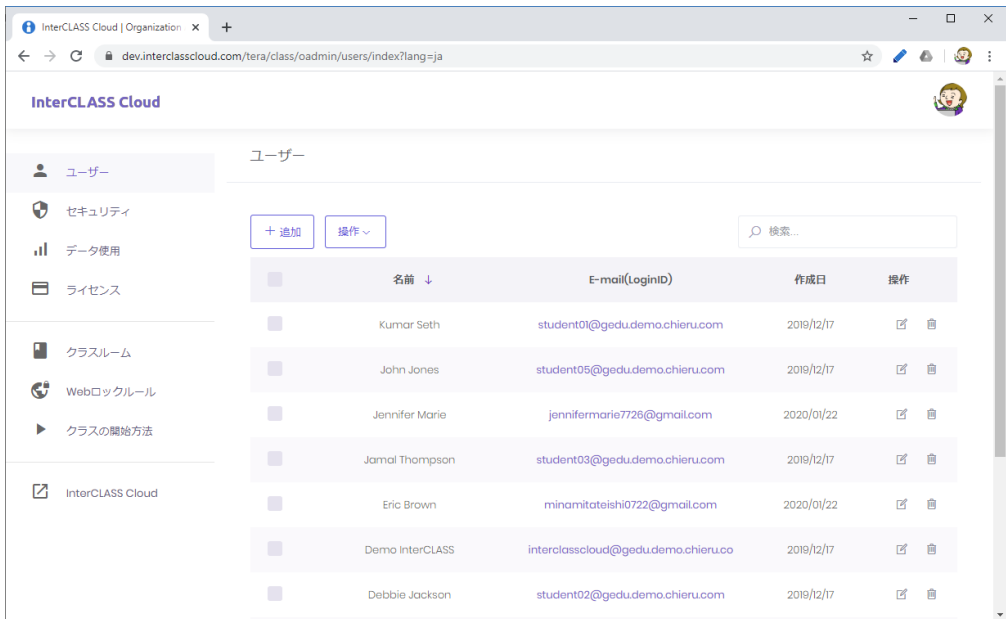 InterCLASS Cloud | Organization
dev.interclasscloud.com/tera/class/oadmin/users/index?lang=ja
InterCLASS Cloud
ユーザー
セキュリティ
データ使用
ライセンス
クラスルーム
Webロックルール
クラスの開始方法
InterCLASS Cloud
ユーザー
+ 追加 操作
検索...
名前 ↓ E-mail(LoginID) 作成日 操作
Kumar Seth student01@gedu.demo.chieru.com 2019/12/17
John Jones student05@gedu.demo.chieru.com 2019/12/17
Jennifer Marie jennifermarie7726@gmail.com 2020/01/22
Jamal Thompson student03@gedu.demo.chieru.com 2019/12/17
Eric Brown minamitateishi0722@gmail.com 2020/01/22
Demo InterCLASS interclasscloud@gedu.demo.chieru.co 2019/12/17
Debbie Jackson student02@gedu.demo.chieru.com 2019/12/17